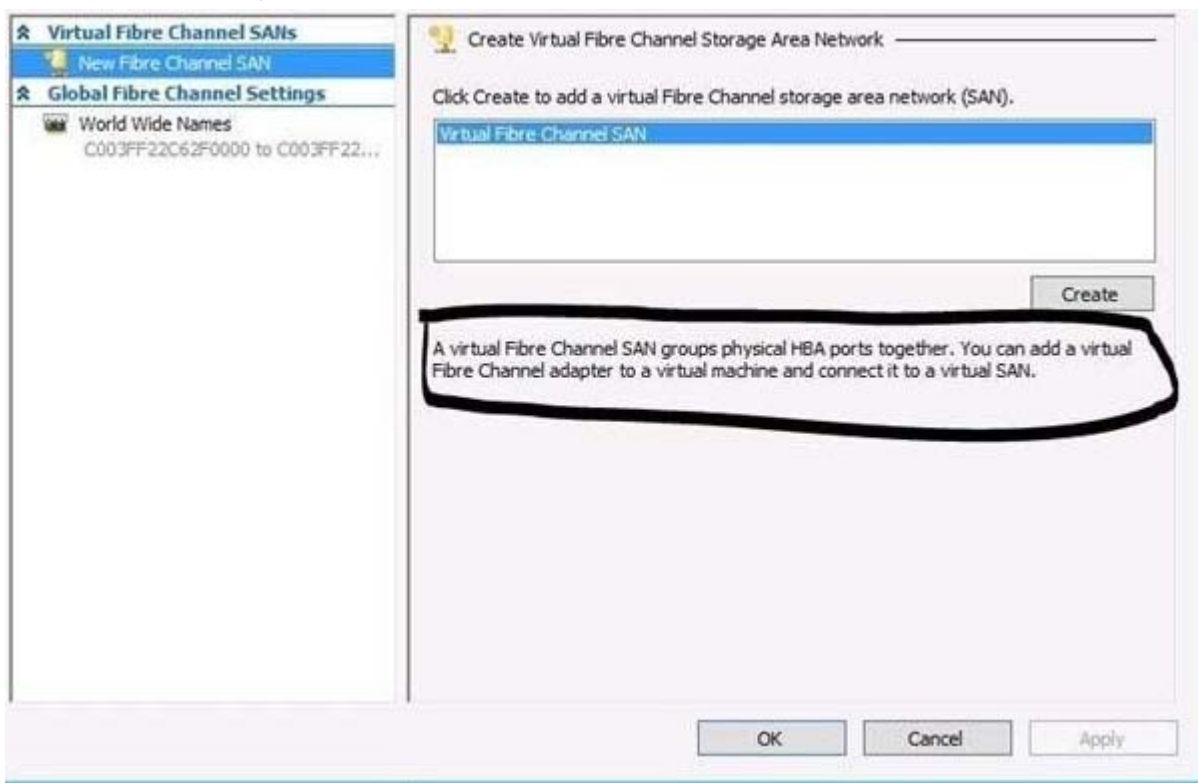 Virtual Fibre Channel SANs
New Fibre Channel SAN
Global Fibre Channel Settings
World Wide Names
C003FF22C62F0000 to C003FF22...
Create Virtual Fibre Channel Storage Area Network
Click Create to add a virtual Fibre Channel storage area network (SAN).
Virtual Fibre Channel SAN
Create
A virtual Fibre Channel SAN groups physical HBA ports together. You can add a virtual
Fibre Channel adapter to a virtual machine and connect it to a virtual SAN.
OK
Cancel
Apply